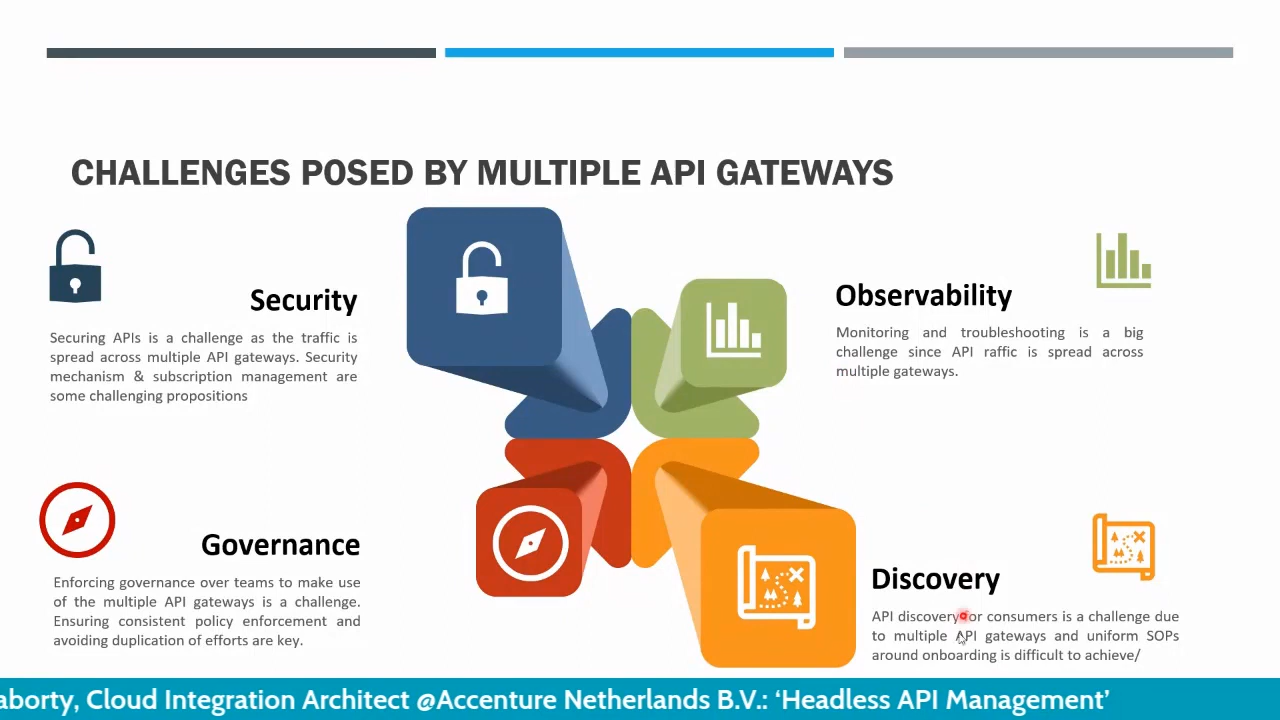 CHALLENGES POSED BY MULTIPLE API GATEWAYS
Security
Securing APIs is a challenge as the traffic is
spread across multiple API gateways. Security
mechanism & subscription management are
some challenging propositions
Observability
Monitoring and troubleshooting is a big
challenge since API raffic is spread across
multiple gateways.
Governance
Enforcing governance over teams to make use
of the multiple API gateways is a challenge.
Ensuring consistent policy enforcement and
avoiding duplication of efforts are key.
Discovery
API discovery or consumers is a challenge due
to multiple API gateways and uniform SOPs
around onboarding is difficult to achieve/
aborty, Cloud Integration Architect @Accenture Netherlands B.V.: ‘Headless API Management’